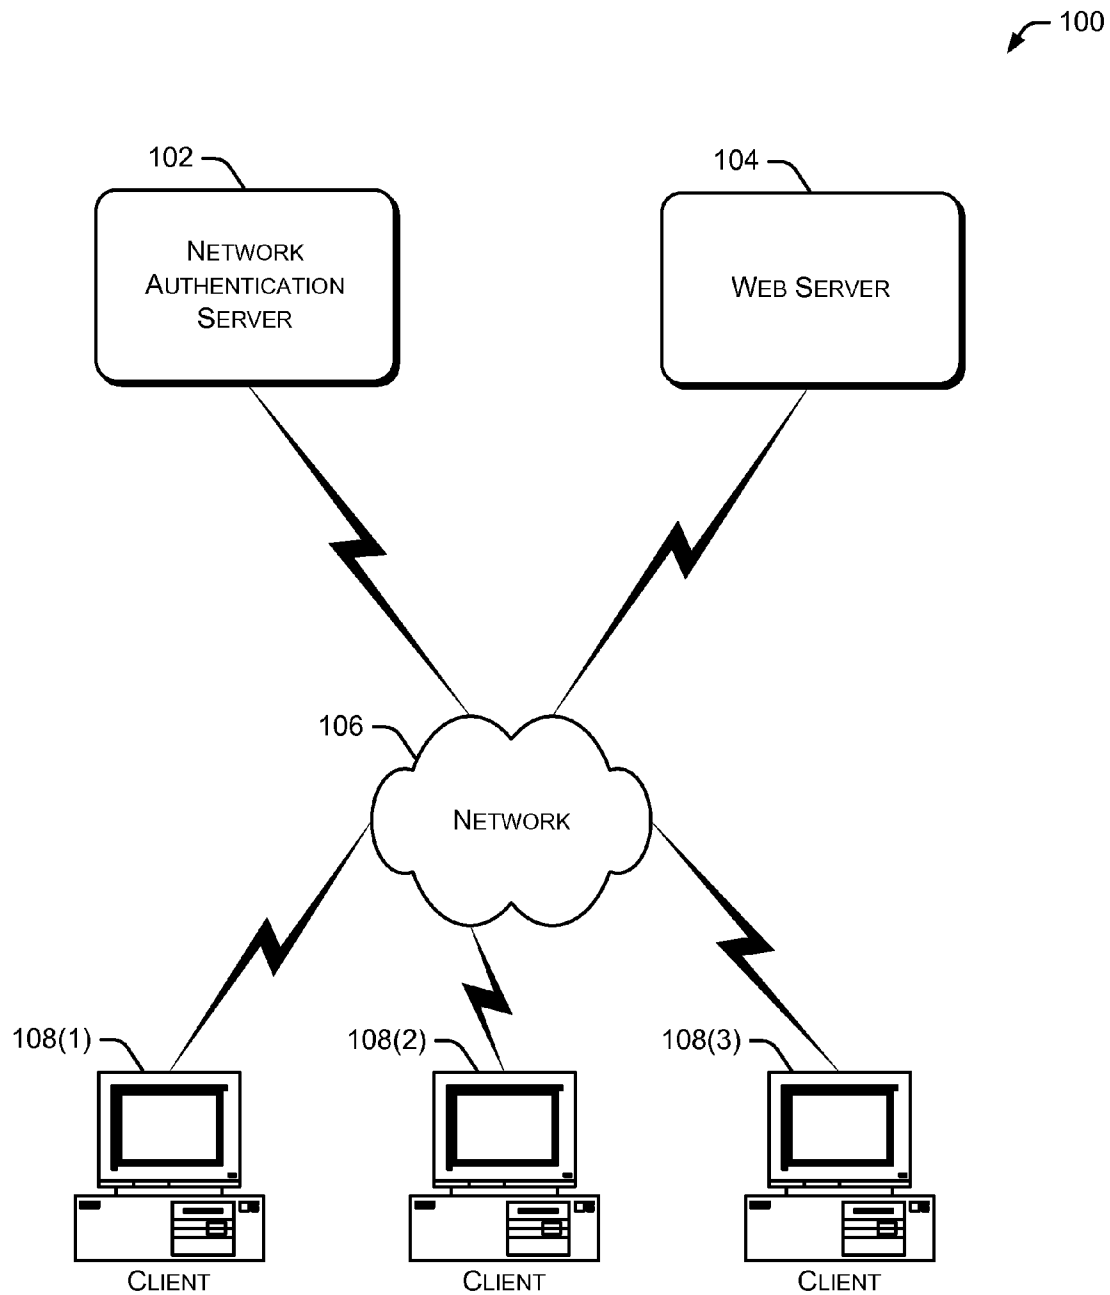 100
102
104
NETWORK
AUTHENTICATION
SERVER
WEB SERVER
106
NETWORK
108(1)
108(2)
108(3)
CLIENT
CLIENT
CLIENT